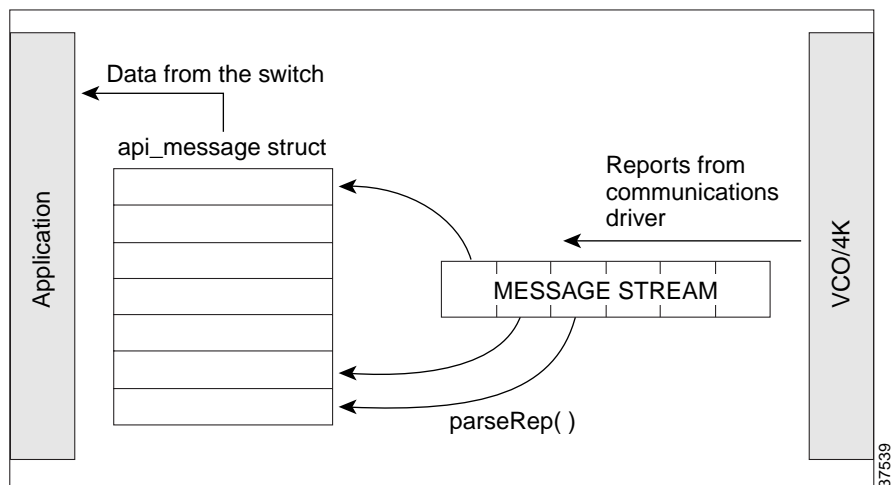 Data from the switch
api_message struct
Reports from
communications
driver
Application
MESSAGE STREAM
VCO/4K
parseRep( )
37539